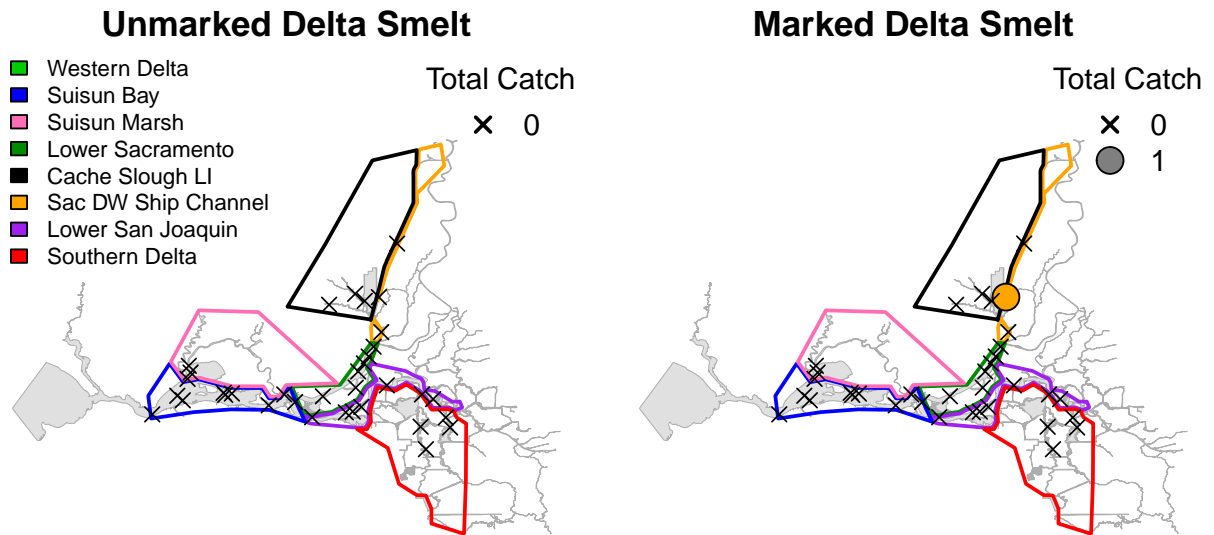 Unmarked Delta Smelt
Western Delta
Suisun Bay
Suisun Marsh
Lower Sacramento
Cache Slough LI
Sac DW Ship Channel
Lower San Joaquin
Southern Delta
Total Catch
0
Marked Delta Smelt
Total Catch
0
1